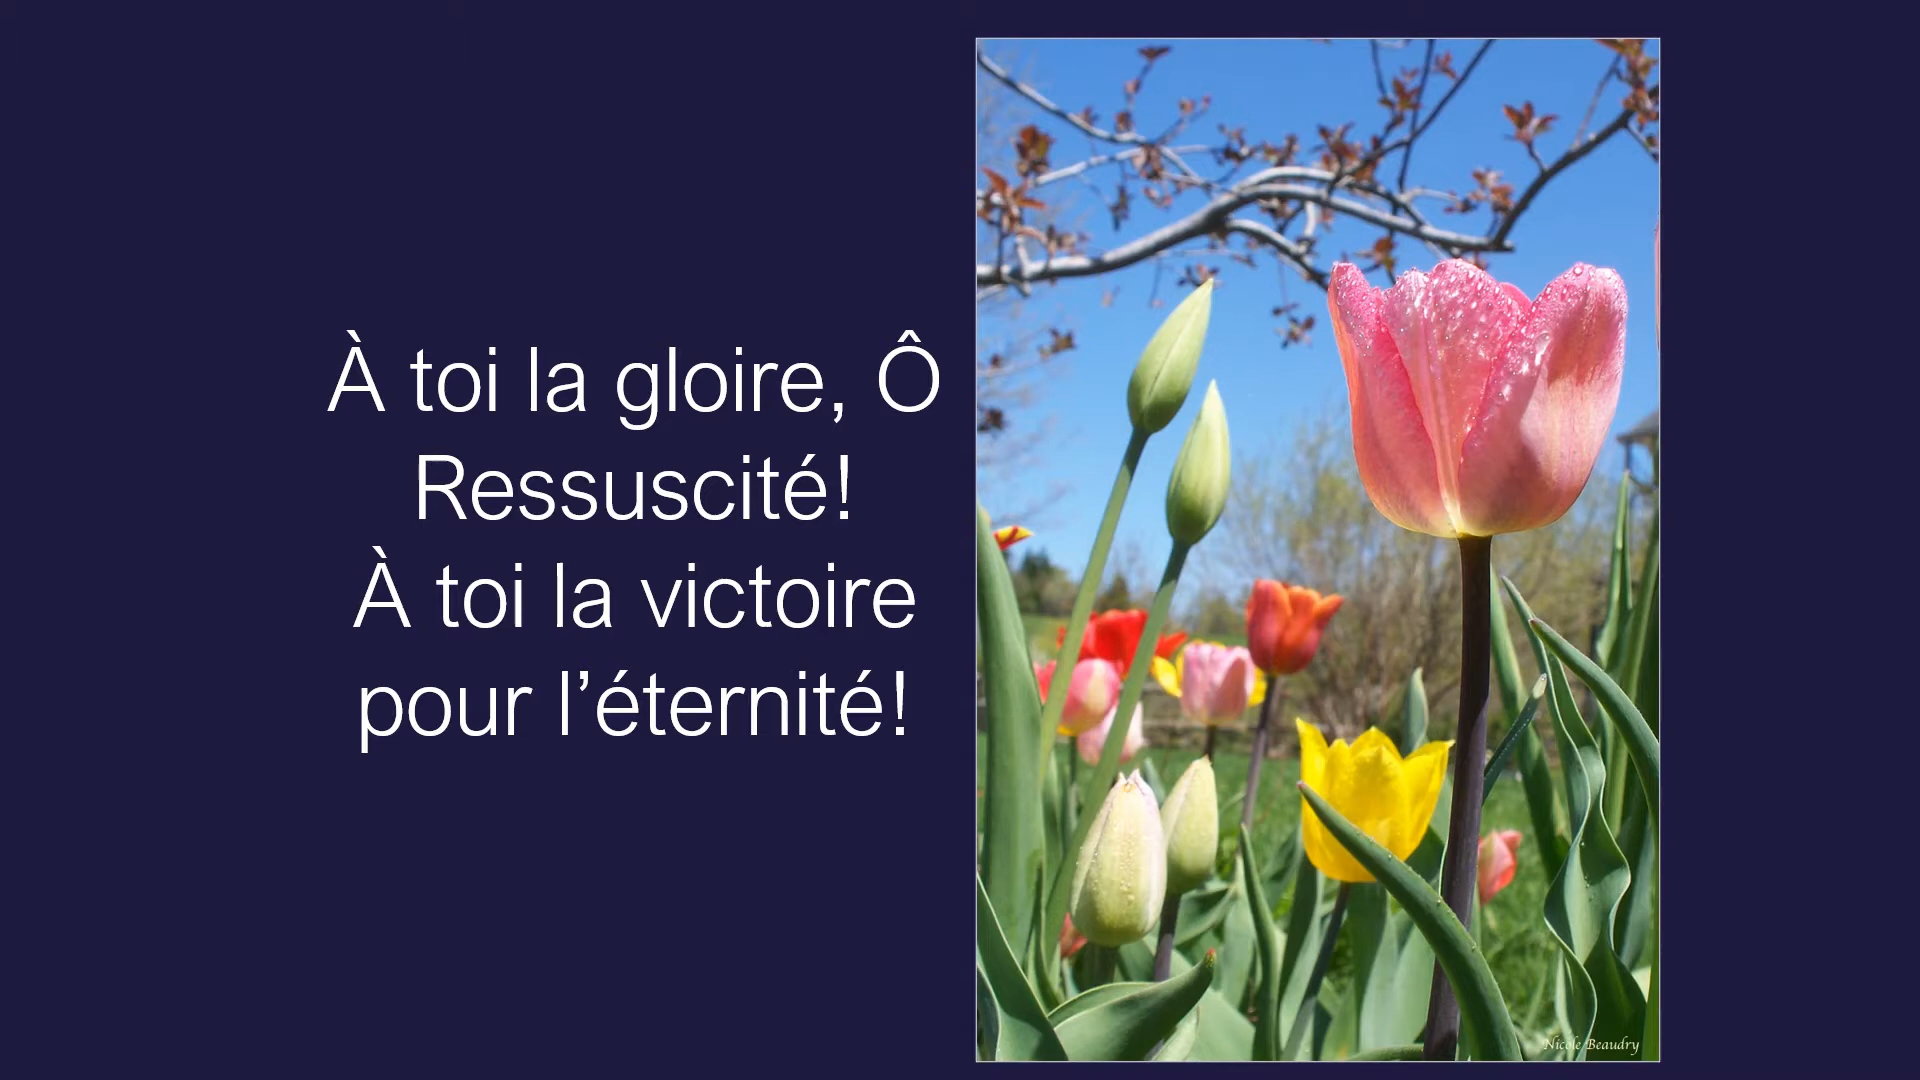 À toi la gloire, Ô
Ressuscité!
À toi la victoire
pour l’éternité!
Nicole Beaudry